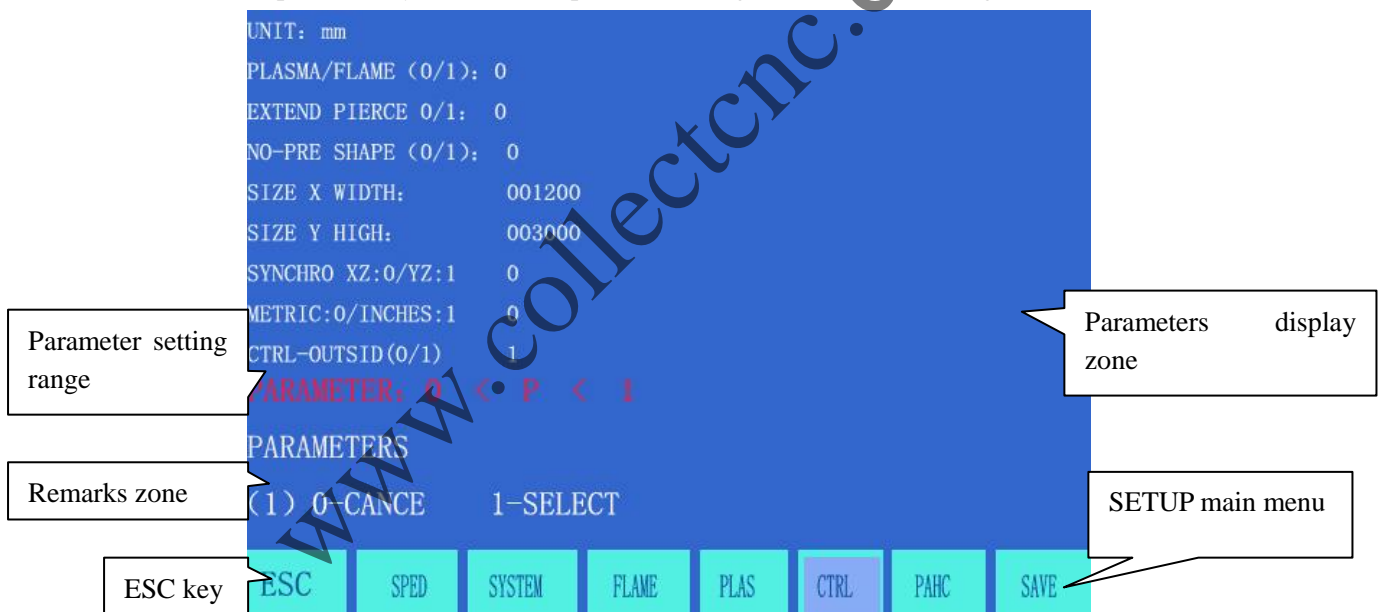 UNIT: mm
PLASMA/FLAME (0/1): 0
EXTEND PIERCE 0/1: 0
NO-PRE SHAPE (0/1): 0
SIZE X WIDTH: 001200
SIZE Y HIGH: 003000
SYNCHRO XZ:0/YZ:1 0
METRIC:0/INCHES:1 0
CTRL-OUTSID(0/1) 1
PARAMETER: 0 < P < 1
PARAMETERS
(1) 0-CANCE 1-SELECT
ESC SPED SYSTEM FLAME PLAS CTRL PAHC SAVE
Parameter setting
range
Remarks zone
ESC key
Parameters display
zone
SETUP main menu
www.collectcnc.